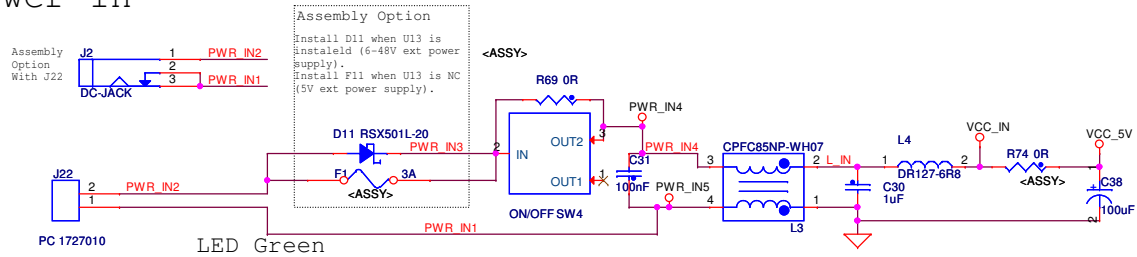 Assembly Option
Install D11 when U13 is
instaleld (6-48V ext power
supply).
Install F11 when U13 is NC
(5V ext power supply).
<ASSY>
Assembly
Option
With J22
J2
1
2
3
PWR_IN2
PWR_IN1
DC-JACK
R69 0R
PWR_IN4
D11 RSX501L-20
PWR_IN3
2
IN
OUT2
3
OUT1
1
ON/OFF SW4
F1
3A
<ASSY>
J22
2
1
PWR_IN2
PWR_IN1
PC 1727010
LED Green
C31
100nF
PWR_IN4
PWR_IN5
CPFC85NP-WH07
3
4
2
1
L3
L_IN
C30
1uF
L4
1
2
DR127-6R8
VCC_IN
R74 0R
<ASSY>
VCC_5V
C38
100uF
1
2
+